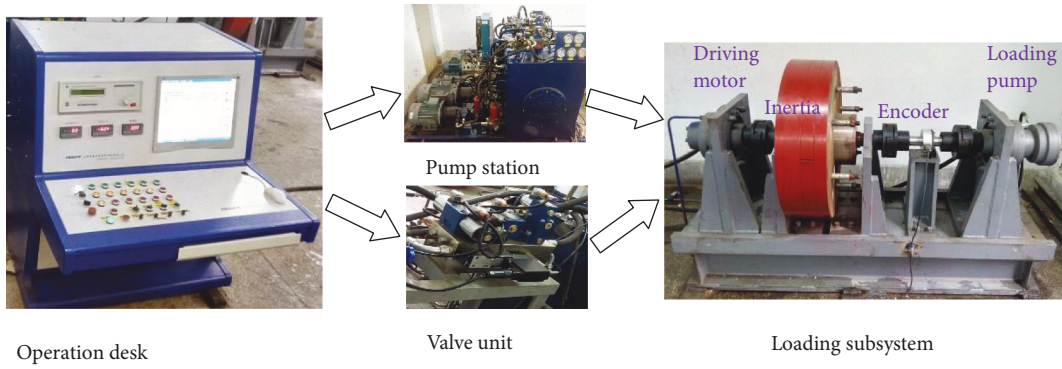 Driving
motor
Inertia
Encoder
Loading
pump
Pump station
Operation desk
Valve unit
Loading subsystem